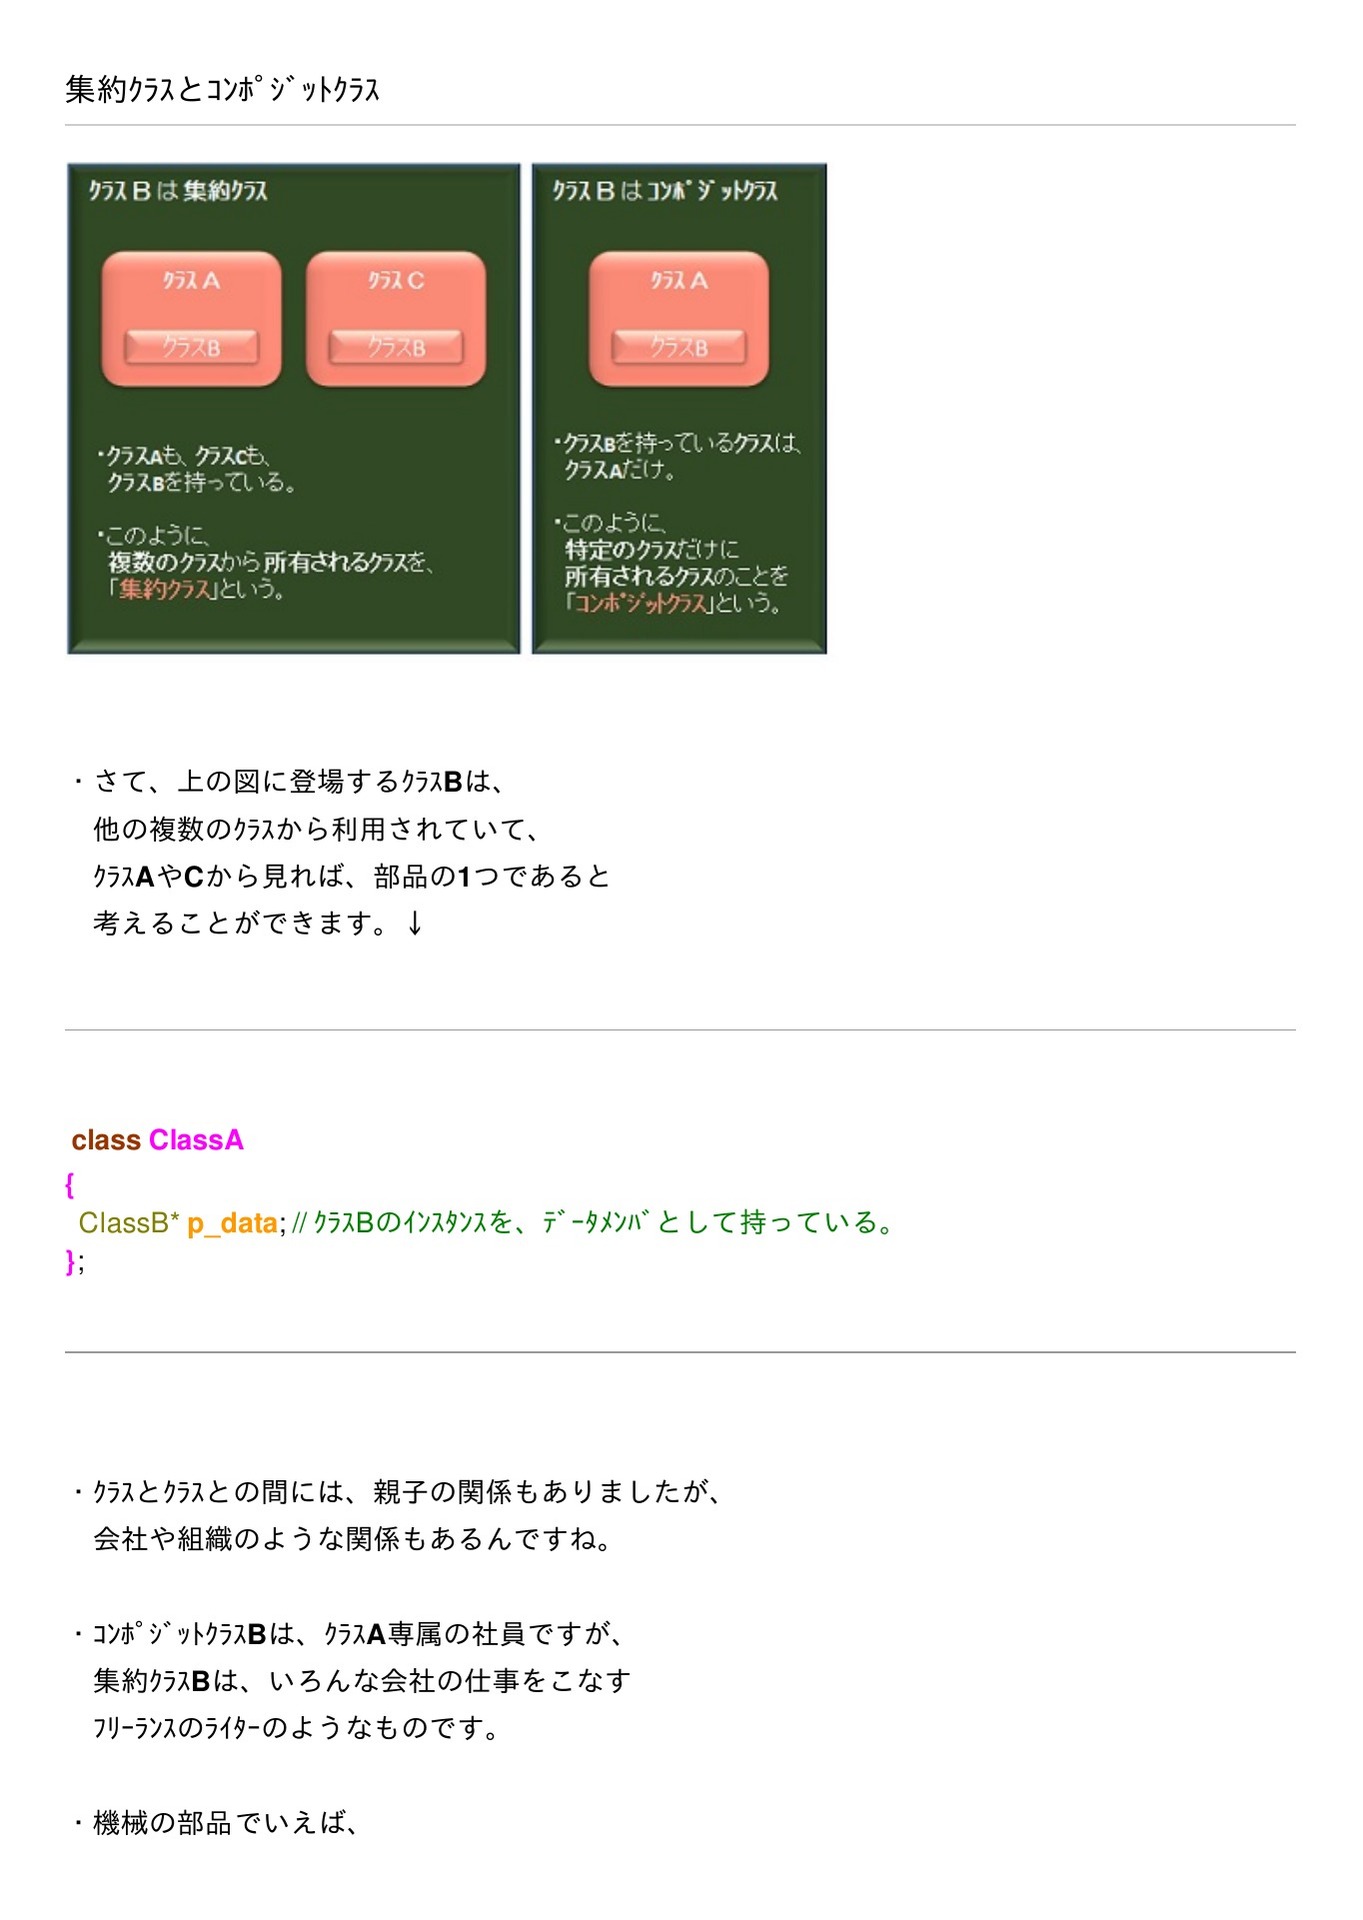 集約ｸﾗｽとｺﾝﾎﾟｼﾞｯﾄｸﾗｽ
ｸﾗｽＢは集約ｸﾗｽ
ｸﾗｽＡ
ｸﾗｽＣ
クラスB
クラスB
・クラスAも、クラスCも、
クラスBを持っている。
・このように、
複数のクラスから所有されるクラスを、
「集約クラス」という。
ｸﾗｽＢはｺﾝﾎﾟｼﾞｯﾄｸﾗｽ
ｸﾗｽＡ
クラスB
・クラスBを持っているクラスは、
クラスAだけ。
・このように、
特定のクラスだけに
所有されるクラスのことを
「コンポジットクラス」という。
・さて、上の図に登場するｸﾗｽBは、
他の複数のｸﾗｽから利用されていて、
ｸﾗｽAやCから見れば、部品の1つであると
考えることができます。↓
class ClassA
{
ClassB* p_data; // ｸﾗｽBのｲﾝｽﾀﾝｽを、ﾃﾞｰﾀﾒﾝﾊﾞとして持っている。
};
・ｸﾗｽとｸﾗｽとの間には、親子の関係もありましたが、
会社や組織のような関係もあるんですね。
・ｺﾝﾎﾟｼﾞｯﾄｸﾗｽBは、ｸﾗｽA専属の社員ですが、
集約ｸﾗｽBは、いろんな会社の仕事をこなす
ﾌﾘｰﾗﾝｽのﾗｲﾀｰのようなものです。
・機械の部品でいえば、